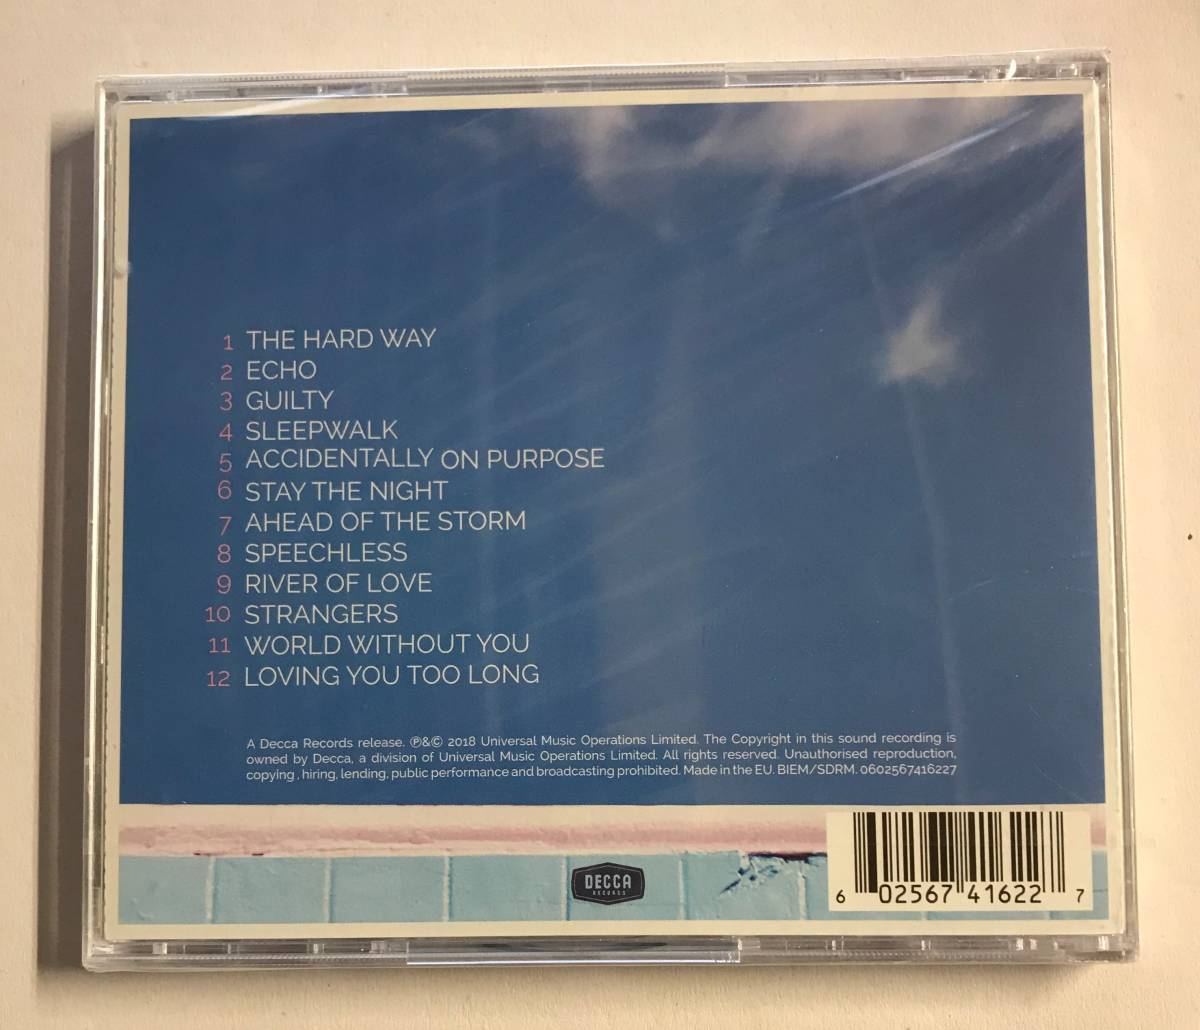 1 THE HARD WAY
2 ECHO
3 GUILTY
4 SLEEPWALK
5 ACCIDENTALLY ON PURPOSE
6 STAY THE NIGHT
7 AHEAD OF THE STORM
8 SPEECHLESS
9 RIVER OF LOVE
10 STRANGERS
11 WORLD WITHOUT YOU
12 LOVING YOU TOO LONG
A Decca Records release. ℗&© 2018 Universal Music Operations Limited. The Copyright in this sound recording is
owned by Decca, a division of Universal Music Operations Limited. All rights reserved. Unauthorised reproduction,
copying , hiring, lending, public performance and broadcasting prohibited. Made in the EU. BIEM/SDRM. 0602567416227
DECCA
RECORDS
6 02567 41622 7